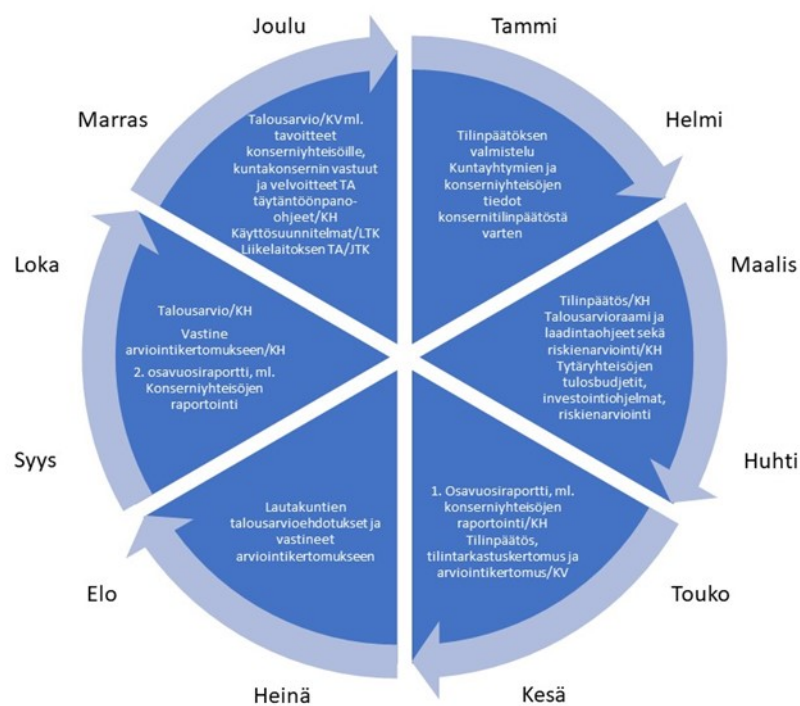 Joulu
Tammi
Marras
Helmi
Talousarvio/KV ml.
tavoitteet
konserniyhteisöille,
kuntakonsernin vastuut
ja velvoitteet TA
täytäntöönpano-
ohjeet/KH
Käyttösuunnitelmat/LTK
Liikelaitoksen TA/JTK
Tilinpäätöksen
valmistelu
Kuntayhtymien ja
konserniyhteisöjen
tiedot
konsernitilinpäätöstä
varten
Loka
Maalis
Talousarvio/KH
Vastine
arviointikertomukseen/KH
2. osavuosiraportti, ml.
Konserniyhteisöjen
raportointi
Tilinpäätös/KH
Talousarvioraami ja
laadintaohjeet sekä
riskienarviointi/KH
Tytäryhteisöjen
tulosbudjetit,
investointiohjelmat,
riskienarviointi
Syys
Huhti
Lautakuntien
talousarvioehdotukset ja
vastineet
arviointikertomukseen
1. Osavuosiraportti, ml.
konserniyhteisöjen
raportointi/KH
Tilinpäätös,
tilintarkastuskertomus ja
arviointikertomus/KV
Elo
Touko
Heinä
Kesä